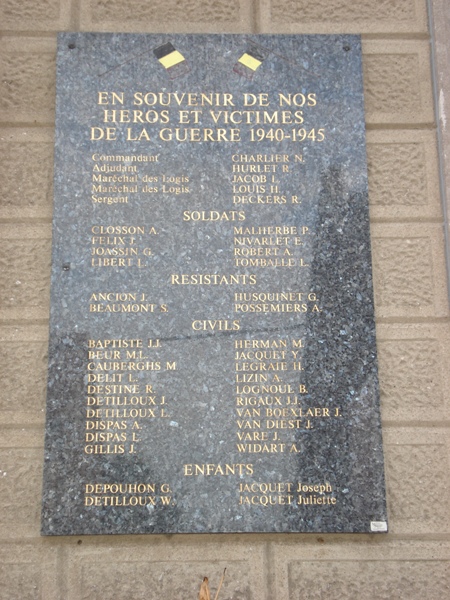 EN SOUVENIR DE NOS
HEROS ET VICTIMES
DE LA GUERRE 1940-1945
Commandant CHARLIER N.
Adjudant HURLET R.
Maréchal des Logis JACOB L.
Maréchal des Logis LOUIS H.
Sergent DECKERS R.
SOLDATS
CLOSSON A. MALHERBE P.
FELIX J. NIVARLET E.
JOASSIN G. ROBERT A.
LIBERT L. TOMBALLE L.
RESISTANTS
ANCION J. HUSQUINET G.
BEAUMONT S. POSSEMIERS A.
CIVILS
BAPTISTE J.J. HERMAN M.
BEUR M.L. JACQUET Y.
CAUBERGHS M LEGRAIE H.
DELIT L. LIZIN A.
DESTINE R. LOGNOUL B.
DETILLOUX J. RIGAUX J.J.
DETILLOUX L. VAN BOEXLAER J.
DISPAS A. VAN DIEST J.
DISPAS L. VARE J.
GILLIS J. WIDART A.
ENFANTS
DEPOUHON G. JACQUET Joseph
DETILLOUX W. JACQUET Juliette